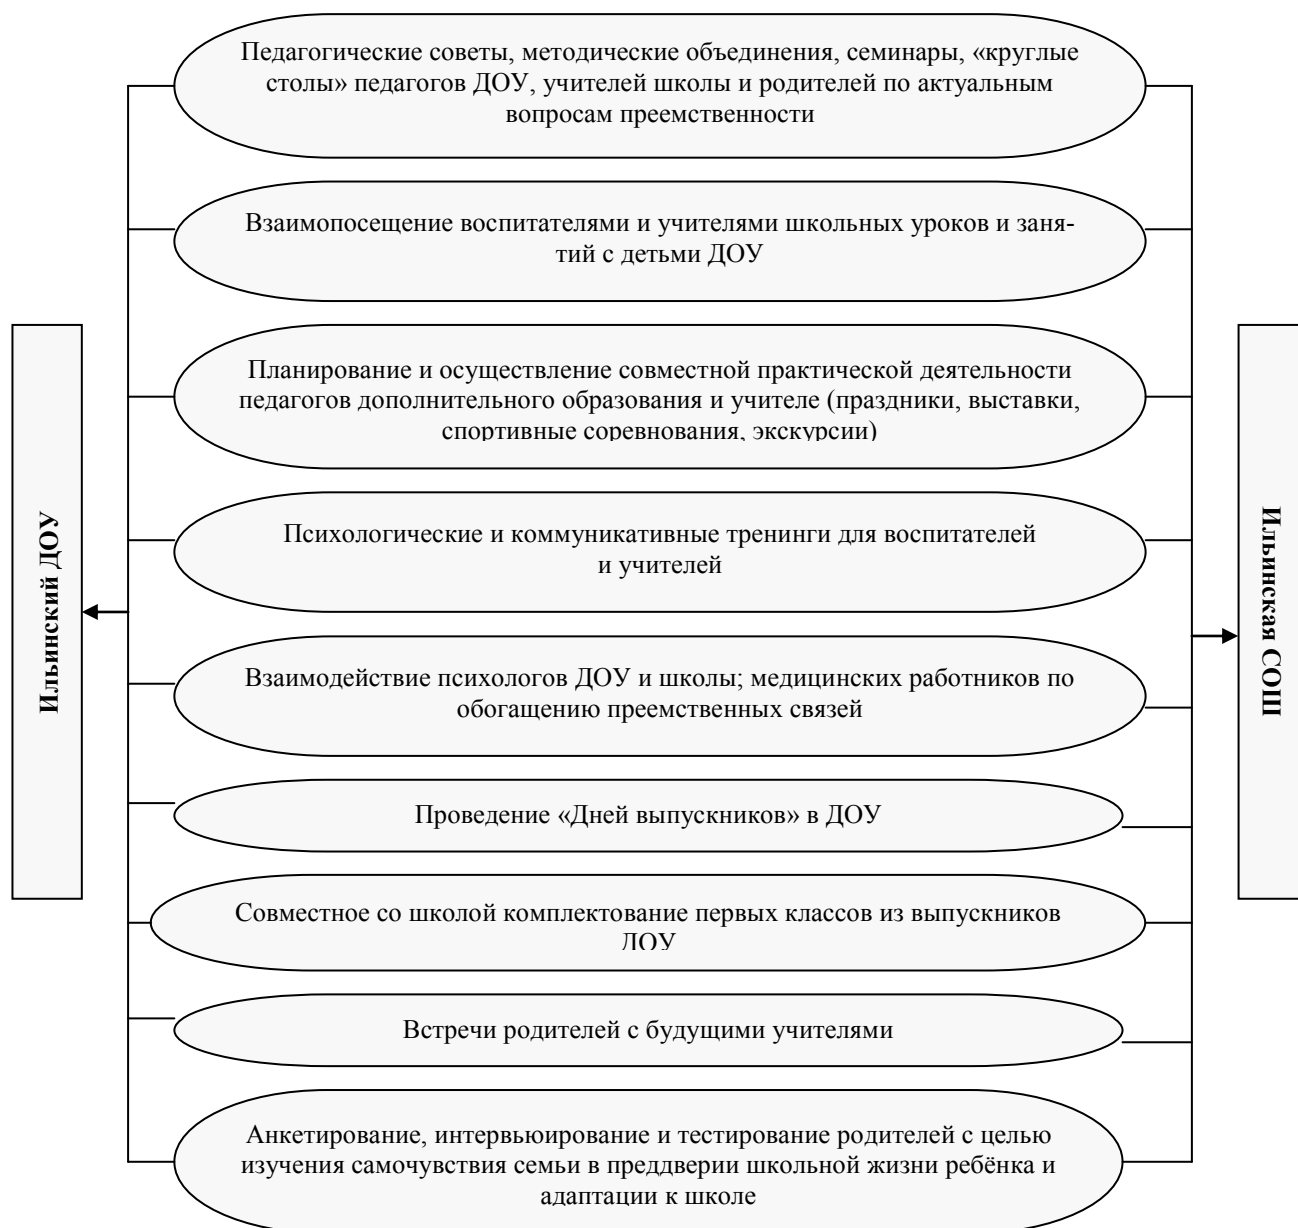 Педагогические советы, методические объединения, семинары, «круглые
столы» педагогов ДОУ, учителей школы и родителей по актуальным
вопросам преемственности
Взаимопосещение воспитателями и учителями школьных уроков и заня-
тий с детьми ДОУ
Планирование и осуществление совместной практической деятельности
педагогов дополнительного образования и учителе (праздники, выставки,
спортивные соревнования, экскурсии)
Психологические и коммуникативные тренинги для воспитателей
и учителей
Взаимодействие психологов ДОУ и школы; медицинских работников по
обогащению преемственных связей
Проведение «Дней выпускников» в ДОУ
Совместное со школой комплектование первых классов из выпускников
ДОУ
Встречи родителей с будущими учителями
Анкетирование, интервьюирование и тестирование родителей с целью
изучения самочувствия семьи в преддверии школьной жизни ребёнка и
адаптации к школе
Ильинский ДОУ
Ильинская СОШ